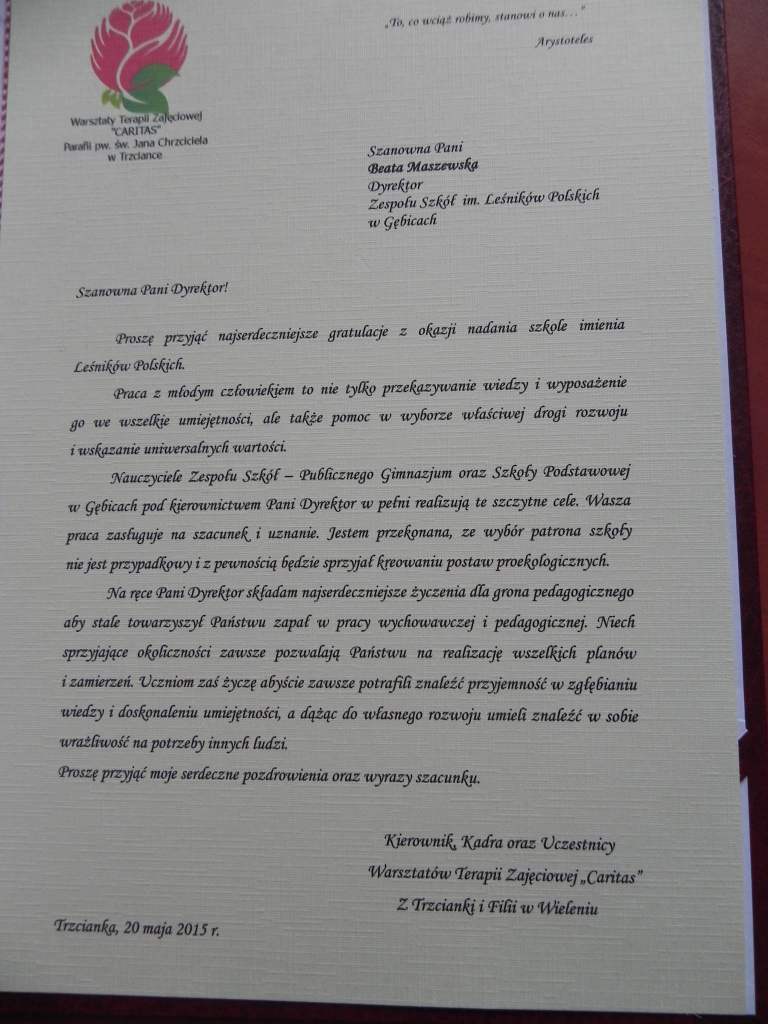 „To, co wciąż robimy, stanowi o nas…"
Arystoteles
Warsztaty Terapii Zajęciowej
"CARITAS"
Parafii pw. św. Jana Chrzciciela
w Trzciance
Szanowna Pani
Beata Maszewska
Dyrektor
Zespołu Szkół im. Leśników Polskich
w Gębicach
Szanowna Pani Dyrektor!
Proszę przyjąć najserdeczniejsze gratulacje z okazji nadania szkole imienia
Leśników Polskich.
Praca z młodym człowiekiem to nie tylko przekazywanie wiedzy i wyposażenie
go we wszelkie umiejętności, ale także pomoc w wyborze właściwej drogi rozwoju
i wskazanie uniwersalnych wartości.
Nauczyciele Zespołu Szkół – Publicznego Gimnazjum oraz Szkoły Podstawowej
w Gębicach pod kierownictwem Pani Dyrektor w pełni realizują te szczytne cele. Wasza
praca zasługuje na szacunek i uznanie. Jestem przekonana, ze wybór patrona szkoły
nie jest przypadkowy i z pewnością będzie sprzyjał kreowaniu postaw proekologicznych.
Na ręce Pani Dyrektor składam najserdeczniejsze życzenia dla grona pedagogicznego
aby stale towarzyszył Państwu zapał w pracy wychowawczej i pedagogicznej. Niech
sprzyjające okoliczności zawsze pozwalają Państwu na realizację wszelkich planów
i zamierzeń. Uczniom zaś życzę abyście zawsze potrafili znaleźć przyjemność w zgłębianiu
wiedzy i doskonaleniu umiejętności, a dążąc do własnego rozwoju umieli znaleźć w sobie
wrażliwość na potrzeby innych ludzi.
Proszę przyjąć moje serdeczne pozdrowienia oraz wyrazy szacunku.
Kierownik, Kadra oraz Uczestnicy
Warsztatów Terapii Zajęciowej „Caritas"
Z Trzcianki i Filii w Wieleniu
Trzcianka, 20 maja 2015 r.